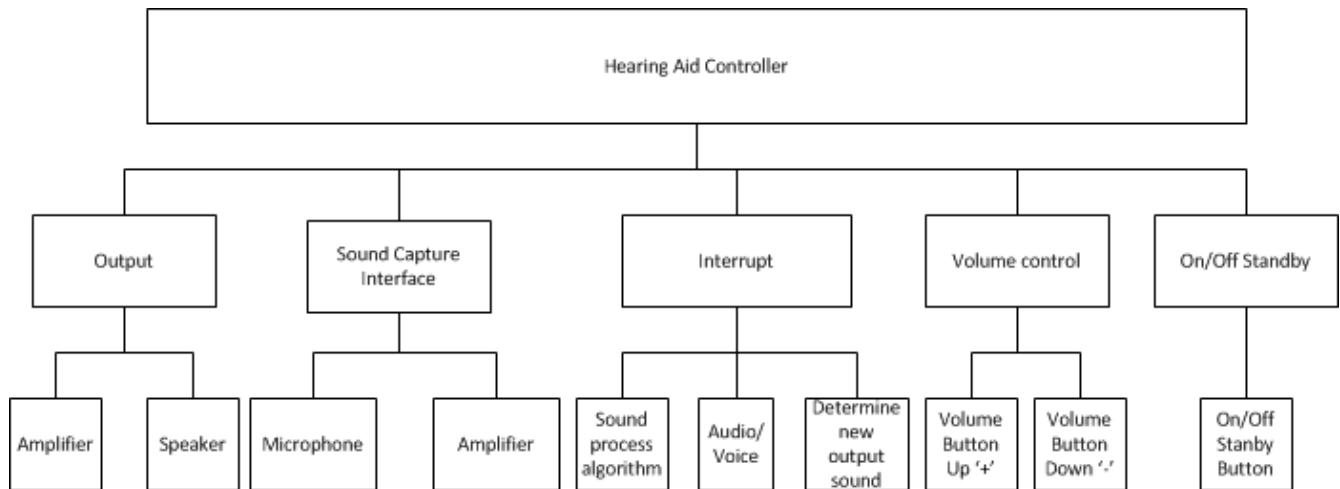 Hearing Aid Controller
Output
Sound Capture
Interface
Interrupt
Volume control
On/Off Standby
Amplifier
Speaker
Microphone
Amplifier
Sound
process
algorithm
Audio/
Voice
Determine
new
output
sound
Volume
Button
Up '+'
Volume
Button
Down '-'
On/Off
Stanby
Button